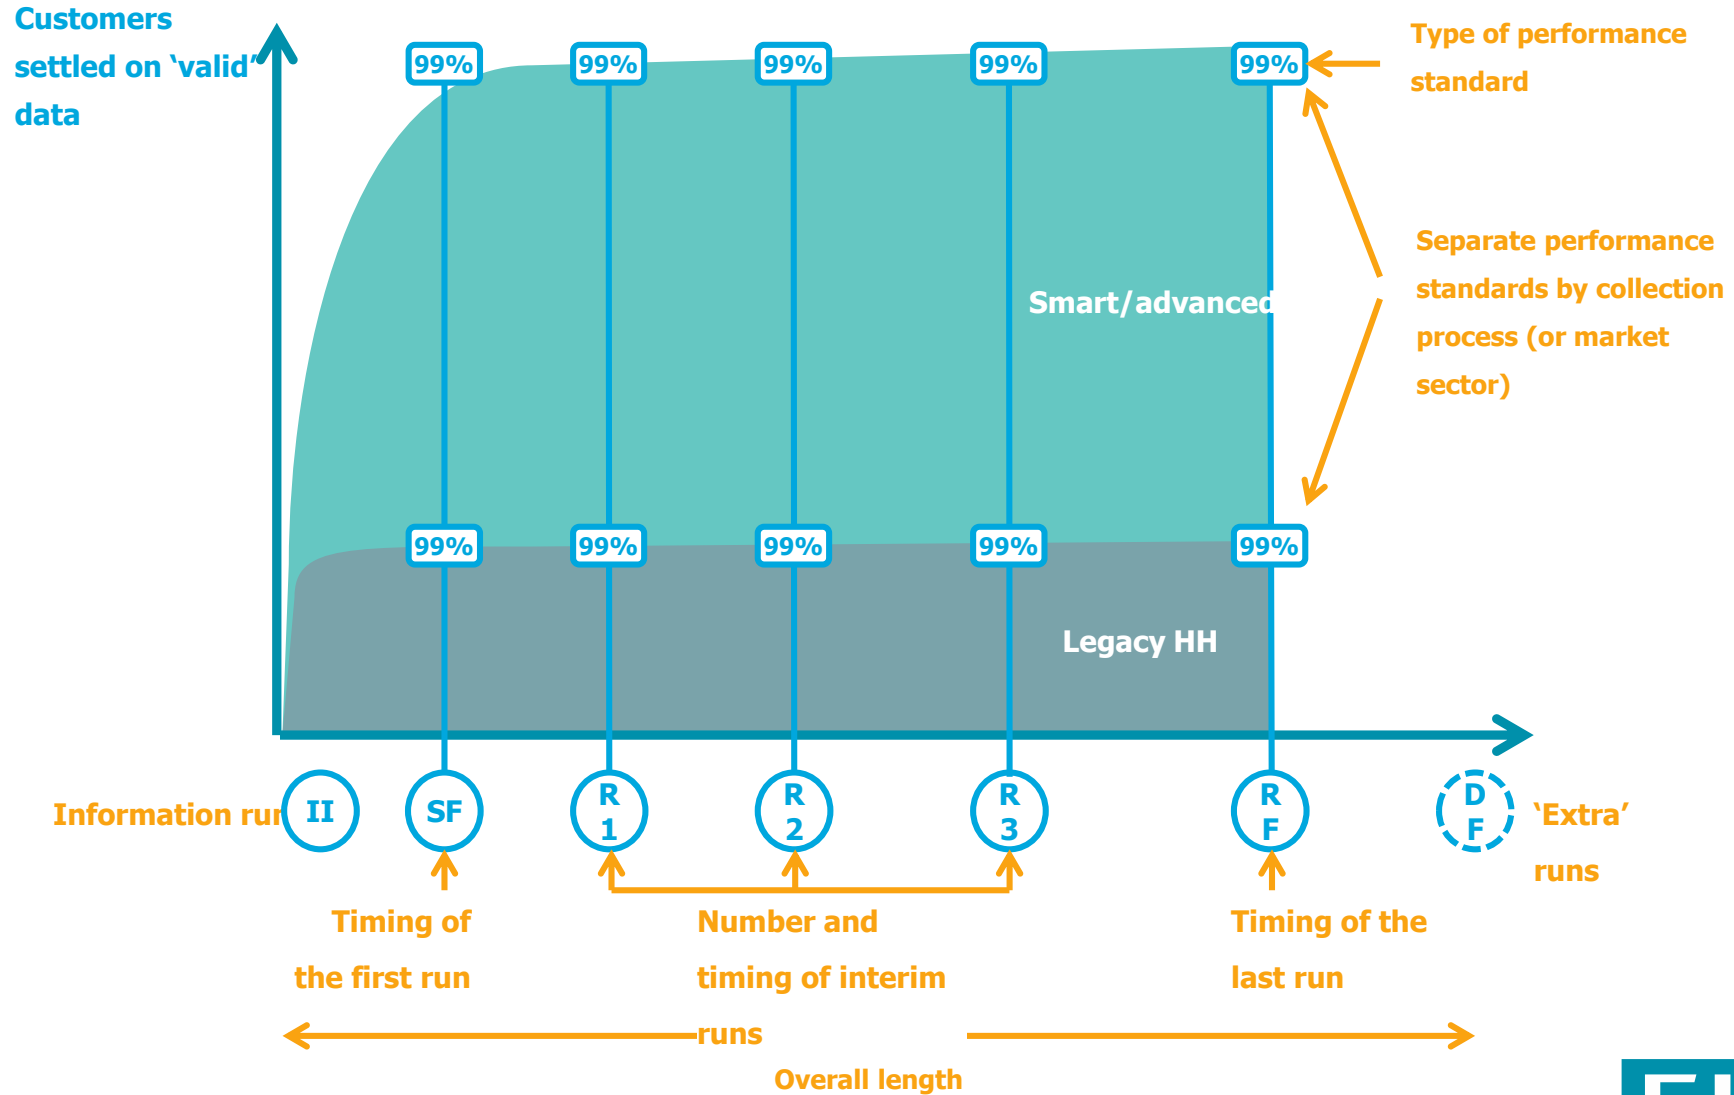 Customers
settled on ‘valid’
data
99%
99%
99%
99%
99%
Type of performance
standard
Separate performance
standards by collection
process (or market
sector)
Smart/advanced
99%
99%
99%
99%
99%
Legacy HH
Information run
II
SF
R
1
R
2
R
3
R
F
D
F
‘Extra’
runs
Timing of
the first run
Number and
timing of interim
runs
Timing of the
last run
Overall length